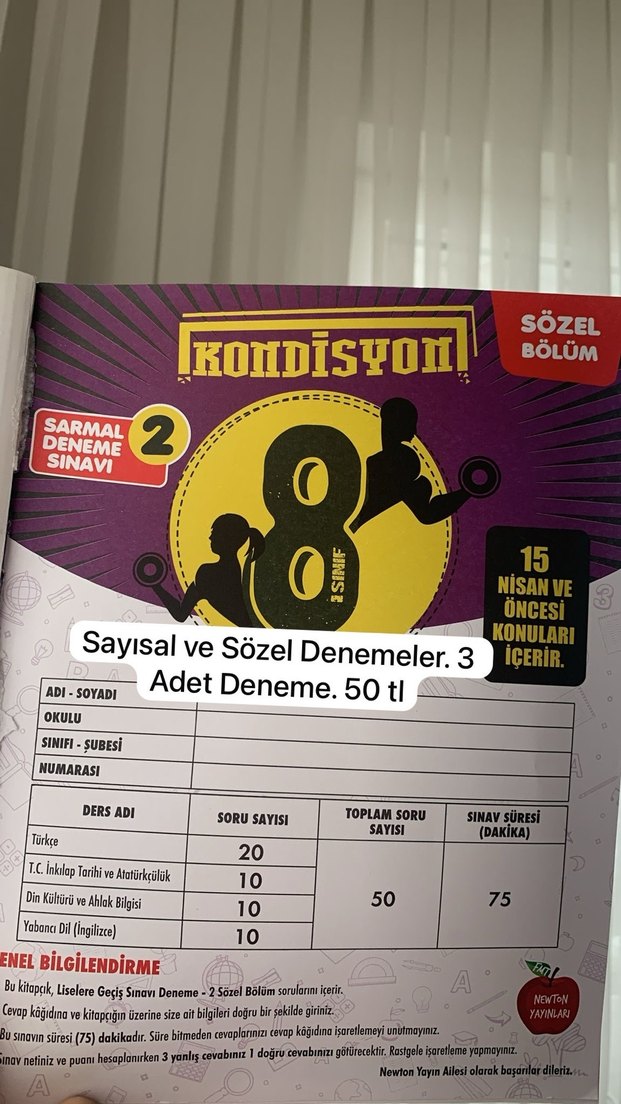 KONDİSYON
SÖZEL
BÖLÜM
SARMAL
DENEME
SINAVI
2
8
.SINIF
15
NİSAN VE
ÖNCESİ
KONULARI
İÇERİR.
Sayısal ve Sözel Denemeler. 3
Adet Deneme. 50 tl
ADI - SOYADI
OKULU
SINIFI - ŞUBESİ
NUMARASI
DERS ADI SORU SAYISI TOPLAM SORU SAYISI SINAV SÜRESİ (DAKİKA)
Türkçe 20
T.C. İnkılap Tarihi ve Atatürkçülük 10
Din Kültürü ve Ahlak Bilgisi 10
Yabancı Dil (İngilizce) 10
50 75
ENEL BİLGİLENDİRME
Bu kitapçık, Liselere Geçiş Sınavı Deneme - 2 Sözel Bölüm sorularını içerir.
Cevap kâğıdına ve kitapçığın üzerine size ait bilgileri doğru bir şekilde giriniz.
Bu sınavın süresi (75) dakikadır. Süre bitmeden cevaplarınızı cevap kâğıdına işaretlemeyi unutmayınız.
Sınav netiniz ve puanı hesaplanırken 3 yanlış cevabınız 1 doğru cevabınızı götürecektir. Rastgele işaretleme yapmayınız.
Newton Yayın Ailesi olarak başarılar dileriz.
NEWTON
YAYINLARI